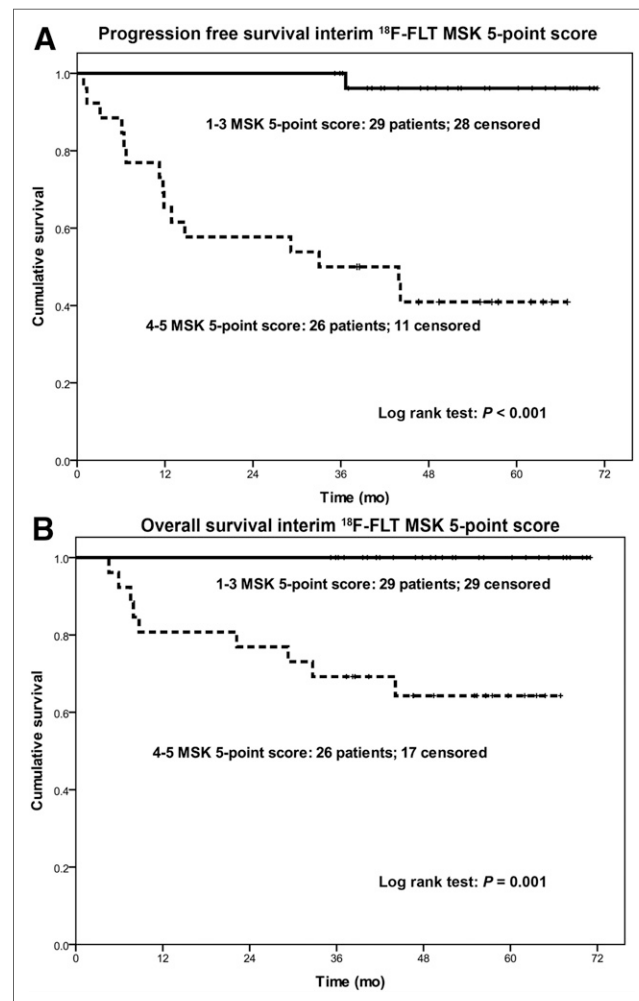 A
Progression free survival interim ¹⁸F-FLT MSK 5-point score
1.0
1-3 MSK 5-point score: 29 patients; 28 censored
0.8
0.6
Cumulative survival
0.4
4-5 MSK 5-point score: 26 patients; 11 censored
0.2
Log rank test: P < 0.001
0.0
0 12 24 36 48 60 72
Time (mo)
B
Overall survival interim ¹⁸F-FLT MSK 5-point score
1.0
1-3 MSK 5-point score: 29 patients; 29 censored
0.8
0.6
Cumulative survival
4-5 MSK 5-point score: 26 patients; 17 censored
0.4
0.2
Log rank test: P = 0.001
0.0
0 12 24 36 48 60 72
Time (mo)